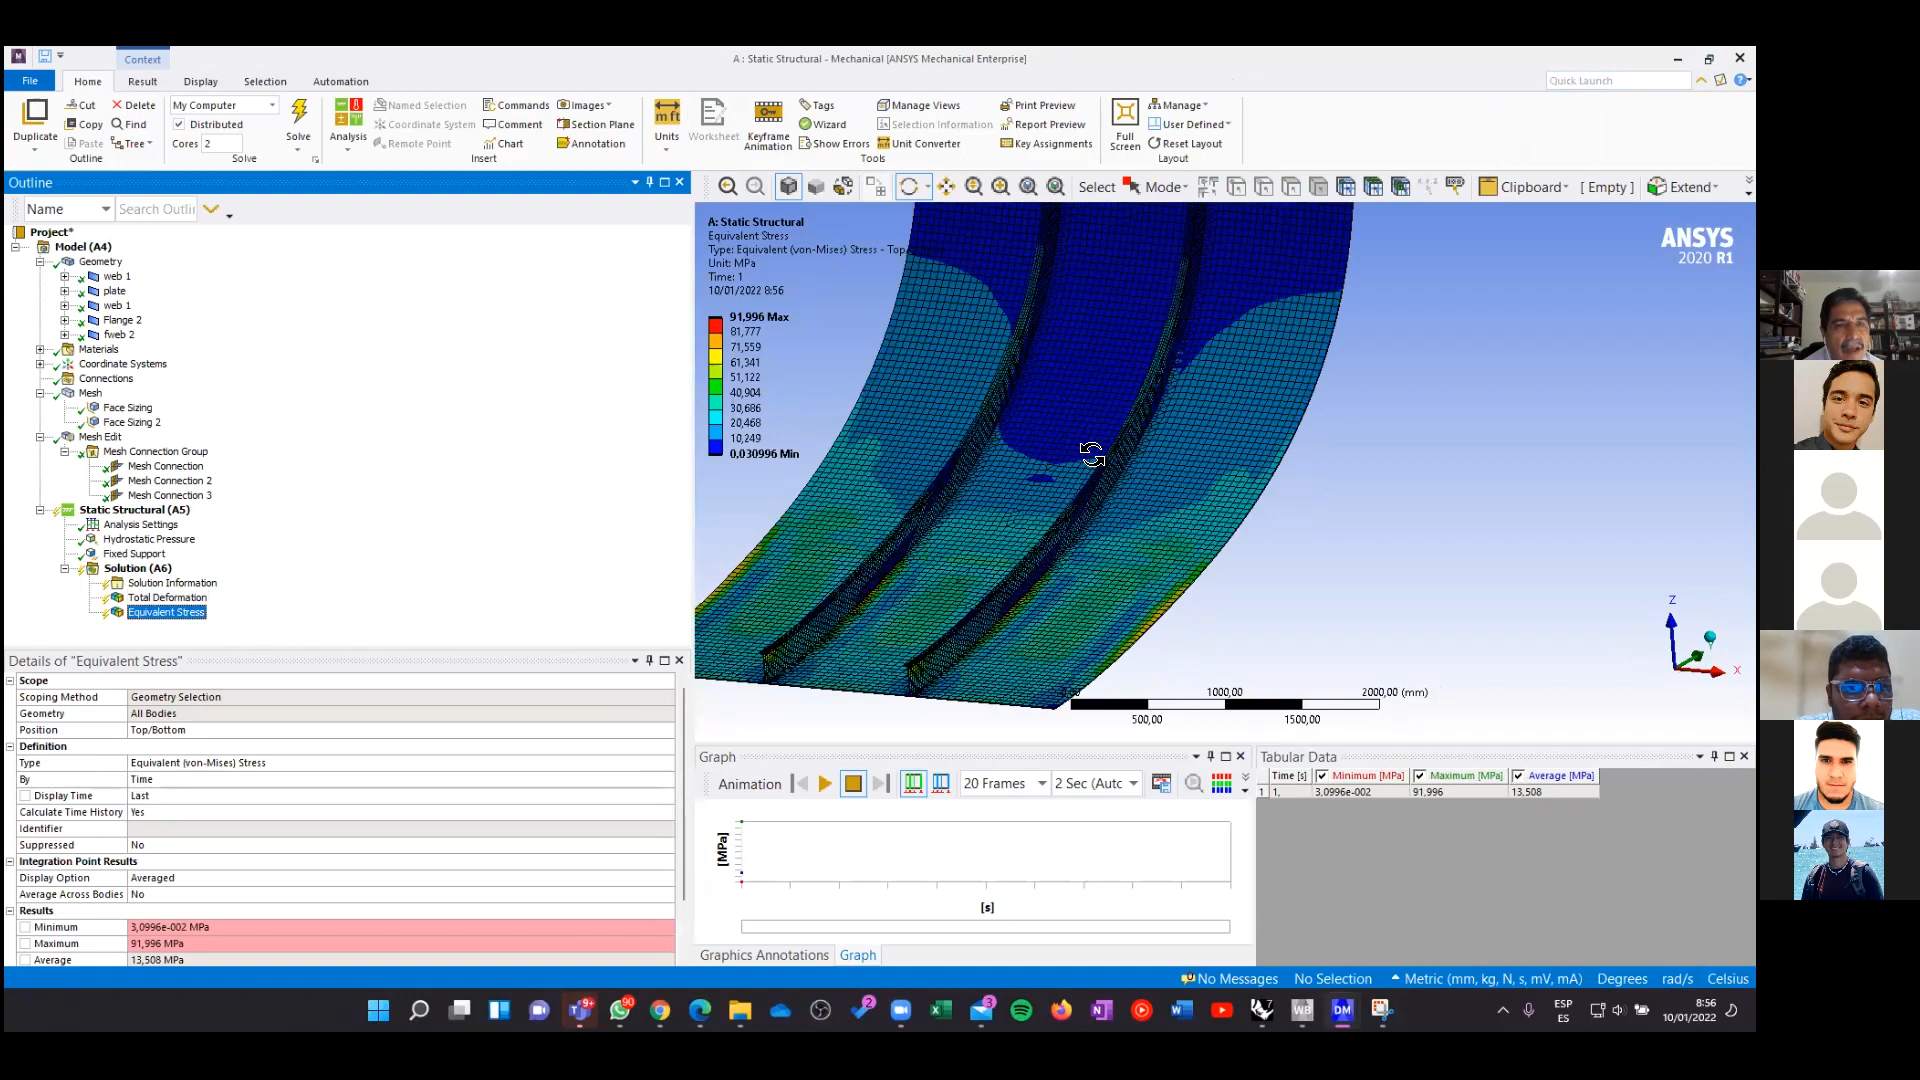 Context
A : Static Structural - Mechanical [ANSYS Mechanical Enterprise]
File Home Result Display Selection Automation
Quick Launch
Duplicate
Cut
Copy
Paste
Delete
Find
Tree
Outline
My Computer
Distributed
Cores 2
Solve
Solve
Analysis
Named Selection
Coordinate System
Remote Point
Commands
Comment
Chart
Images
Section Plane
Annotation
Insert
Units
Worksheet
Keyframe
Animation
Tags
Wizard
Show Errors
Manage Views
Selection Information
Unit Converter
Print Preview
Report Preview
Key Assignments
Tools
Full
Screen
Manage
User Defined
Reset Layout
Layout
Outline
Name Search Outlin
Select Mode Clipboard [ Empty ] Extend
Project*
Model (A4)
Geometry
web 1
plate
web 1
Flange 2
fweb 2
Materials
Coordinate Systems
Connections
Mesh
Face Sizing
Face Sizing 2
Mesh Edit
Mesh Connection Group
Mesh Connection
Mesh Connection 2
Mesh Connection 3
Static Structural (A5)
Analysis Settings
Hydrostatic Pressure
Fixed Support
Solution (A6)
Solution Information
Total Deformation
Equivalent Stress
A: Static Structural
Equivalent Stress
Type: Equivalent (von-Mises) Stress - Top
Unit: MPa
Time: 1
10/01/2022 8:56
91,996 Max
81,777
71,559
61,341
51,122
40,904
30,686
20,468
10,249
0,030996 Min
ANSYS
2020 R1
Z
Y
X
1000,00 2000,00 (mm)
500,00 1500,00
Details of "Equivalent Stress"
Scope
Scoping Method Geometry Selection
Geometry All Bodies
Position Top/Bottom
Definition
Type Equivalent (von-Mises) Stress
By Time
Display Time Last
Calculate Time History Yes
Identifier
Suppressed No
Integration Point Results
Display Option Averaged
Average Across Bodies No
Results
Minimum 3,0996e-002 MPa
Maximum 91,996 MPa
Average 13,508 MPa
Graph
Animation 20 Frames 2 Sec (Auto
[MPa]
[s]
Graphics Annotations Graph
Tabular Data
Time [s] Minimum [MPa] Maximum [MPa] Average [MPa]
1 1, 3,0996e-002 91,996 13,508
No Messages No Selection Metric (mm, kg, N, s, mV, mA) Degrees rad/s Celsius
9+ 90 2 3
WB DM
ESP
ES
8:56
10/01/2022